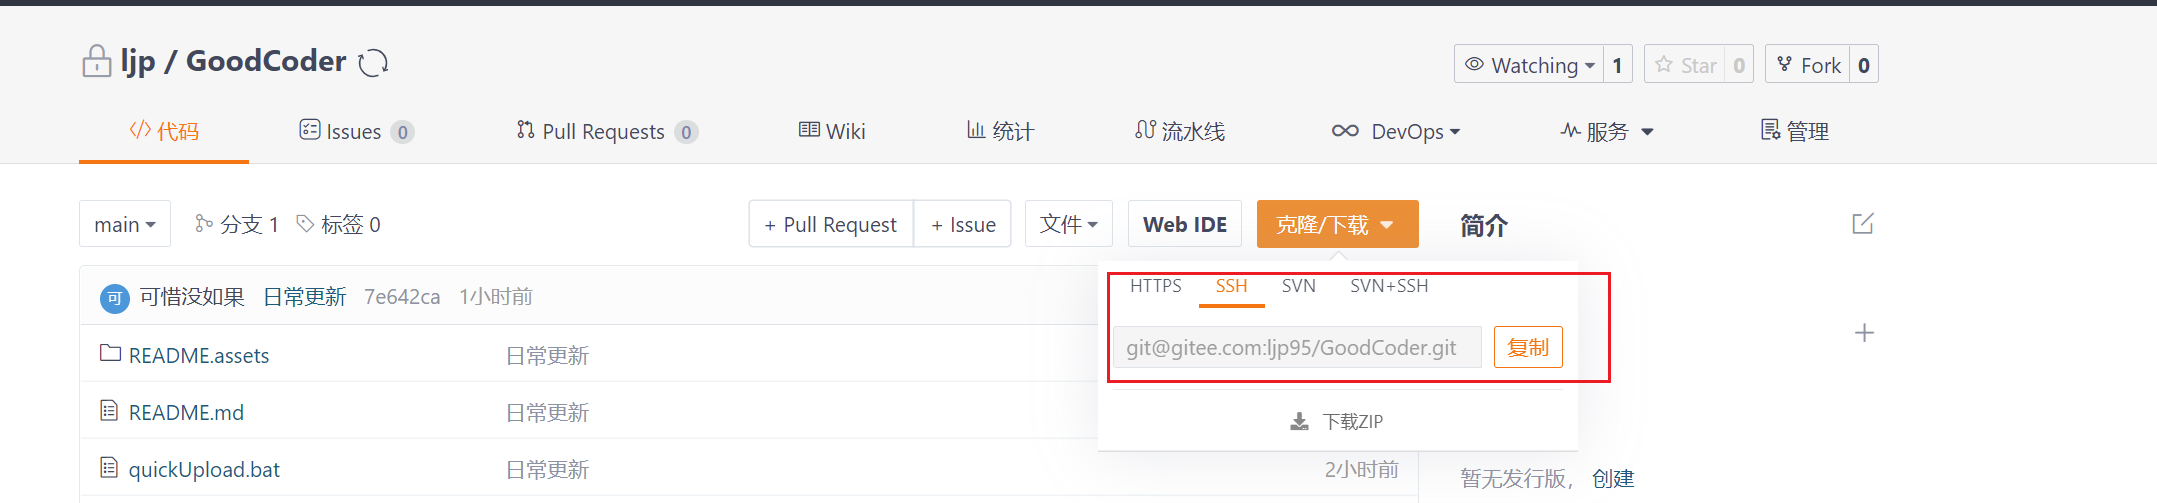 ljp / GoodCoder
Watching 1 Star 0 Fork 0
代码 Issues 0 Pull Requests 0 Wiki 统计 流水线 DevOps 服务 管理
main 分支 1 标签 0 + Pull Request + Issue 文件 Web IDE 克隆/下载 简介
HTTPS SSH SVN SVN+SSH
可 可惜没如果 日常更新 7e642ca 1小时前
git@gitee.com:ljp95/GoodCoder.git 复制
README.assets 日常更新
README.md 日常更新
下载ZIP
quickUpload.bat 日常更新 2小时前
暂无发行版， 创建